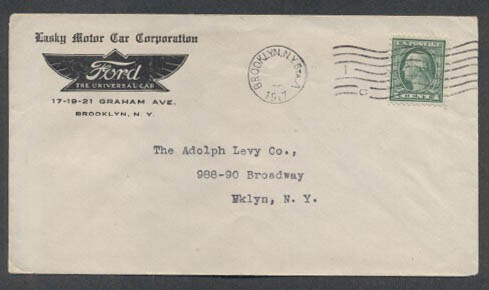 Lasky Motor Car Corporation
Ford
THE UNIVERSAL CAR
17-19-21 GRAHAM AVE.
BROOKLYN, N. Y.
BROOKLYN, N.Y. STA. A
1917
U.S. POSTAGE
The Adolph Levy Co.,
988-90 Broadway
Bklyn, N. Y.